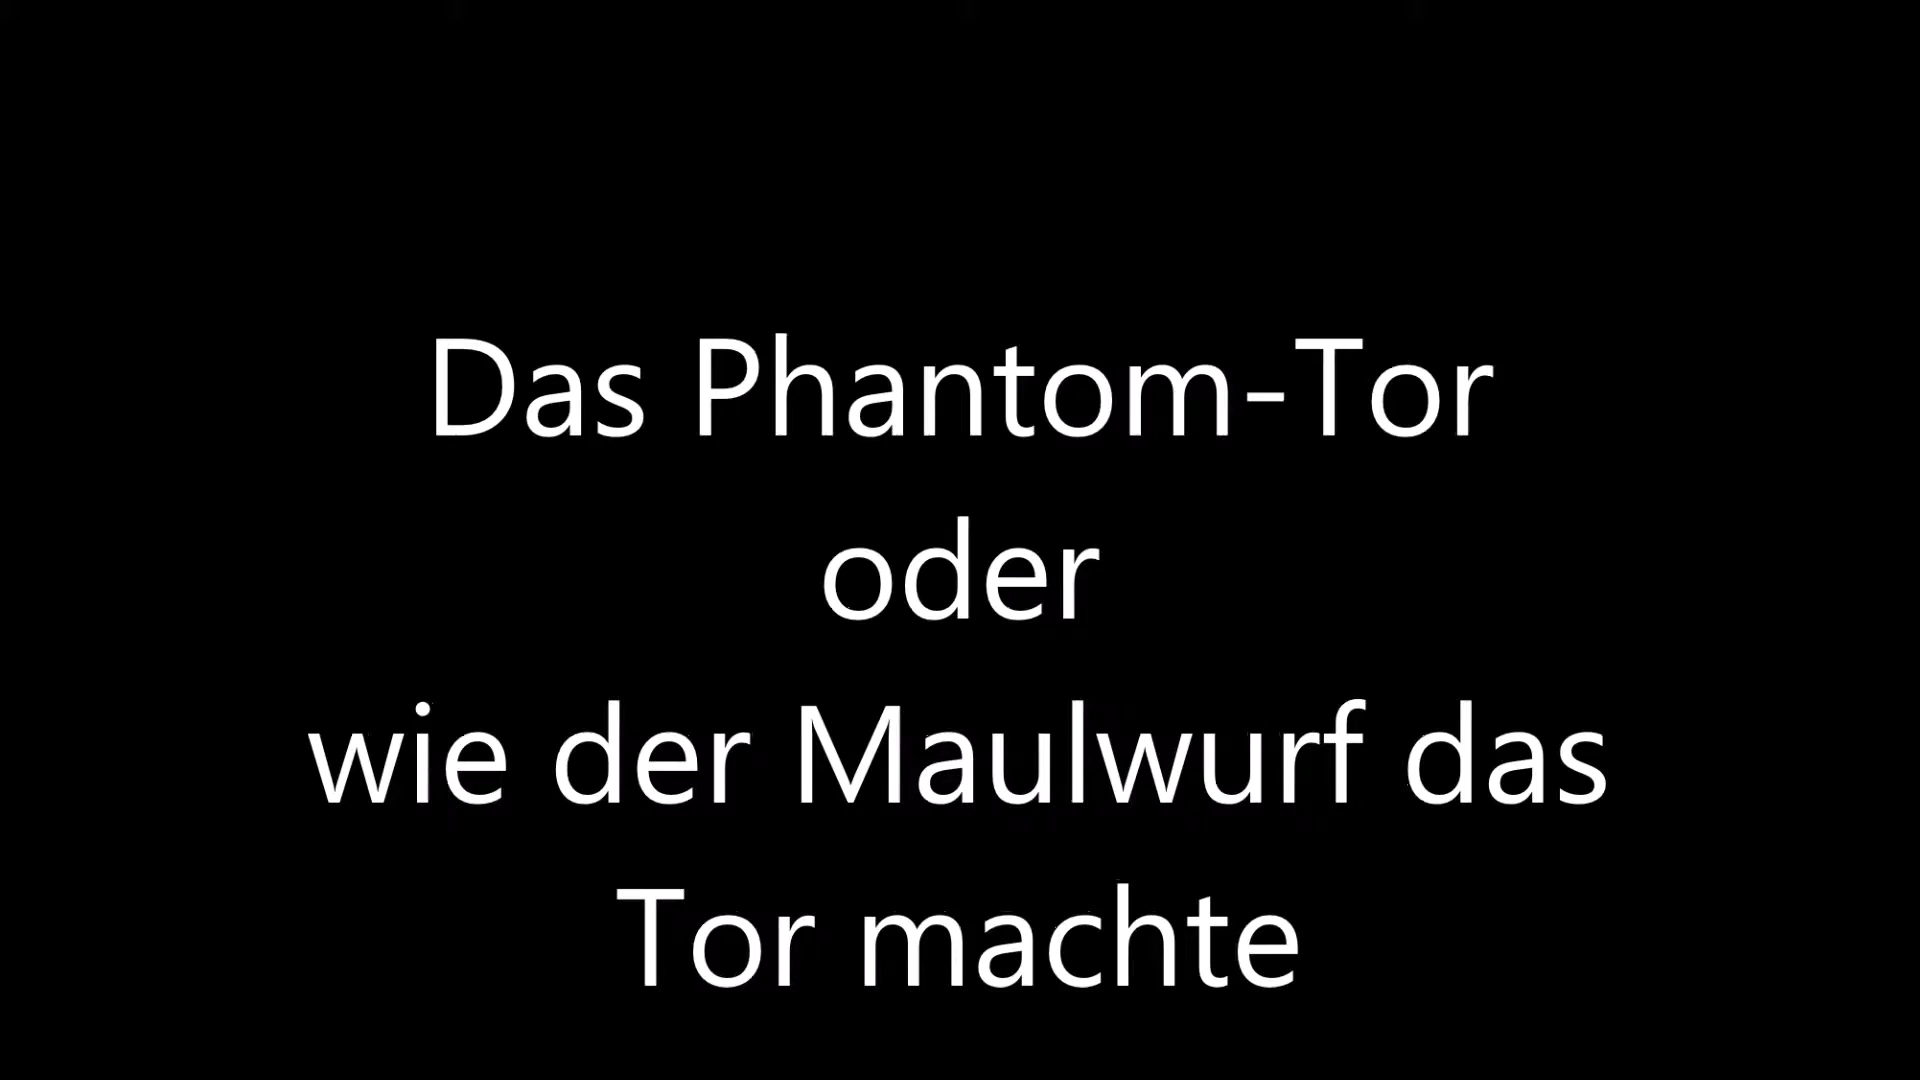 Das Phantom-Tor
oder
wie der Maulwurf das
Tor machte